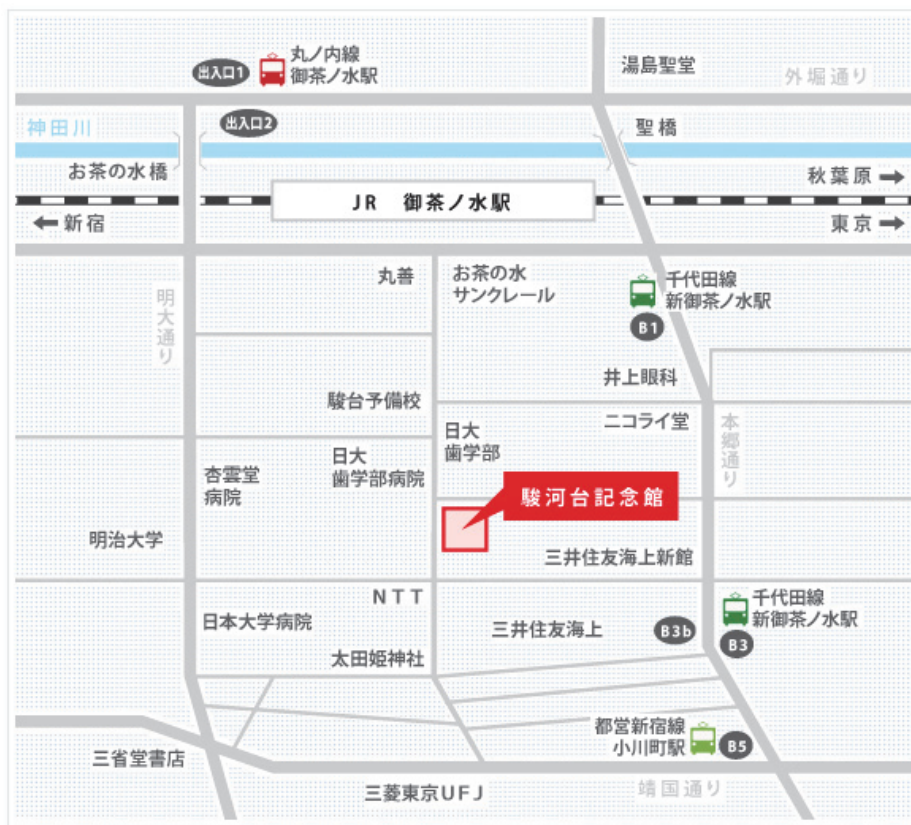 丸ノ内線
御茶ノ水駅
出入口1
湯島聖堂
外堀通り
神田川
出入口2
聖橋
お茶の水橋
秋葉原
JR 御茶ノ水駅
新宿
東京
丸善
お茶の水
サンクレール
千代田線
新御茶ノ水駅
B1
明大通り
井上眼科
駿台予備校
ニコライ堂
本郷通り
日大
歯学部
日大
歯学部病院
杏雲堂
病院
駿河台記念館
明治大学
三井住友海上新館
NTT
千代田線
新御茶ノ水駅
日本大学病院
三井住友海上
B3b
B3
太田姫神社
都営新宿線
小川町駅
B5
三省堂書店
三菱東京UFJ
靖国通り